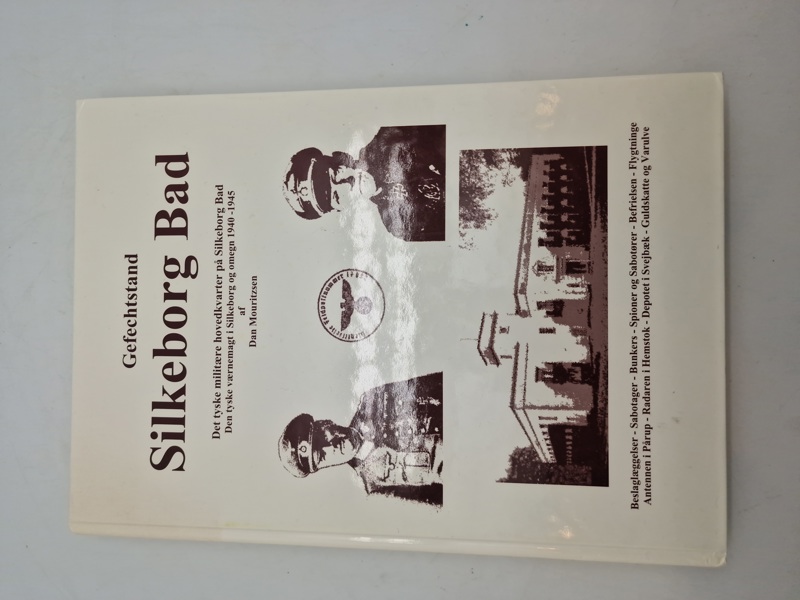 Gefechtstand
Silkeborg Bad
Det tyske militære hovedkvarter på Silkeborg Bad
Den tyske værnemagt i Silkeborg og omegn 1940 -1945
af
Dan Mouritzsen
Beslaglæggelser - Sabotager - Bunkers - Spioner og Sabotører - Befrielsen - Flygtninge
Antennen i Pårup - Radaren i Hemstok - Depotet i Svejbæk - Guldskatte og Varulve